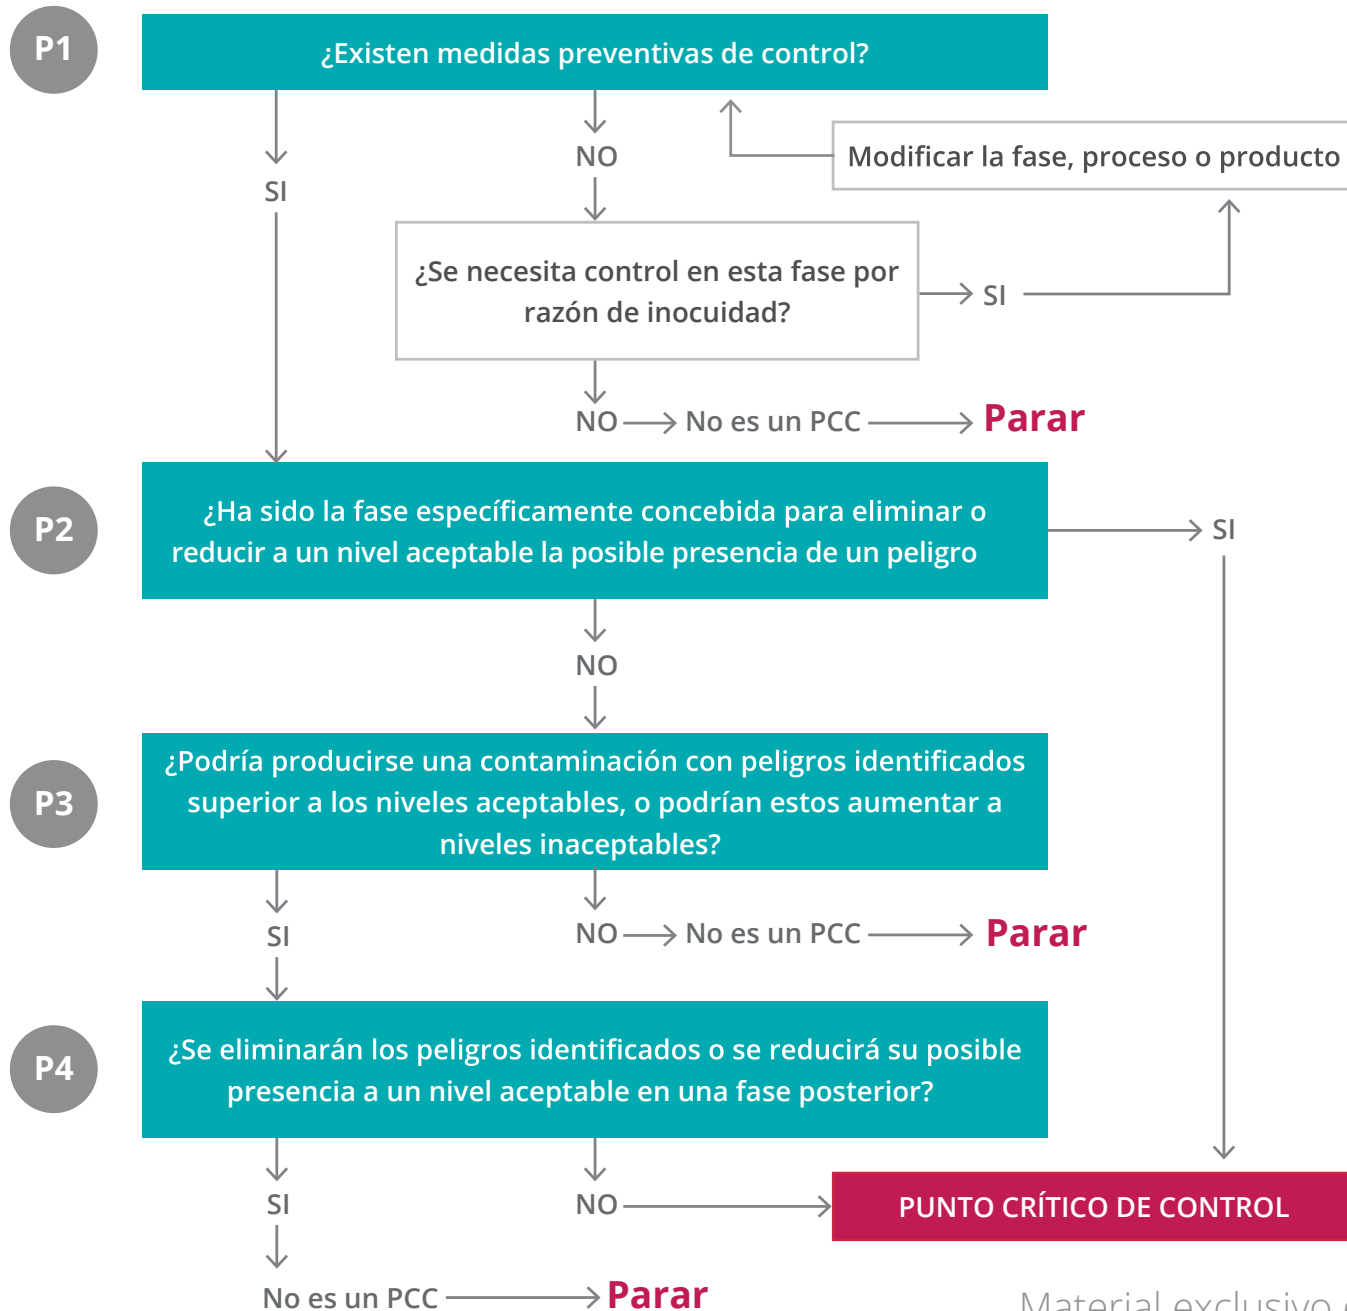 P1
¿Existen medidas preventivas de control?
NO
SI
Modificar la fase, proceso o producto
¿Se necesita control en esta fase por
razón de inocuidad?
SI
NO
No es un PCC
Parar
P2
¿Ha sido la fase específicamente concebida para eliminar o
reducir a un nivel aceptable la posible presencia de un peligro
SI
NO
P3
¿Podría producirse una contaminación con peligros identificados
superior a los niveles aceptables, o podrían estos aumentar a
niveles inaceptables?
SI
NO
No es un PCC
Parar
P4
¿Se eliminarán los peligros identificados o se reducirá su posible
presencia a un nivel aceptable en una fase posterior?
SI
NO
PUNTO CRÍTICO DE CONTROL
No es un PCC
Parar
Material exclusivo